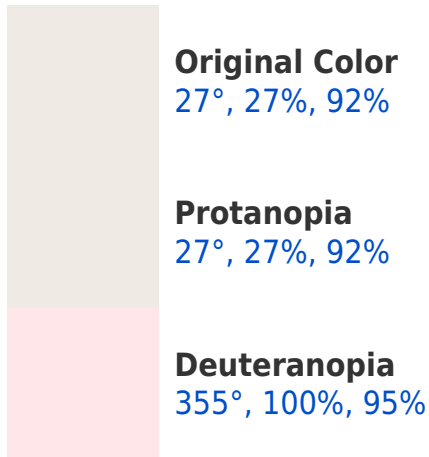 Original Color
27°, 27%, 92%
Protanopia
27°, 27%, 92%
Deuteranopia
355°, 100%, 95%